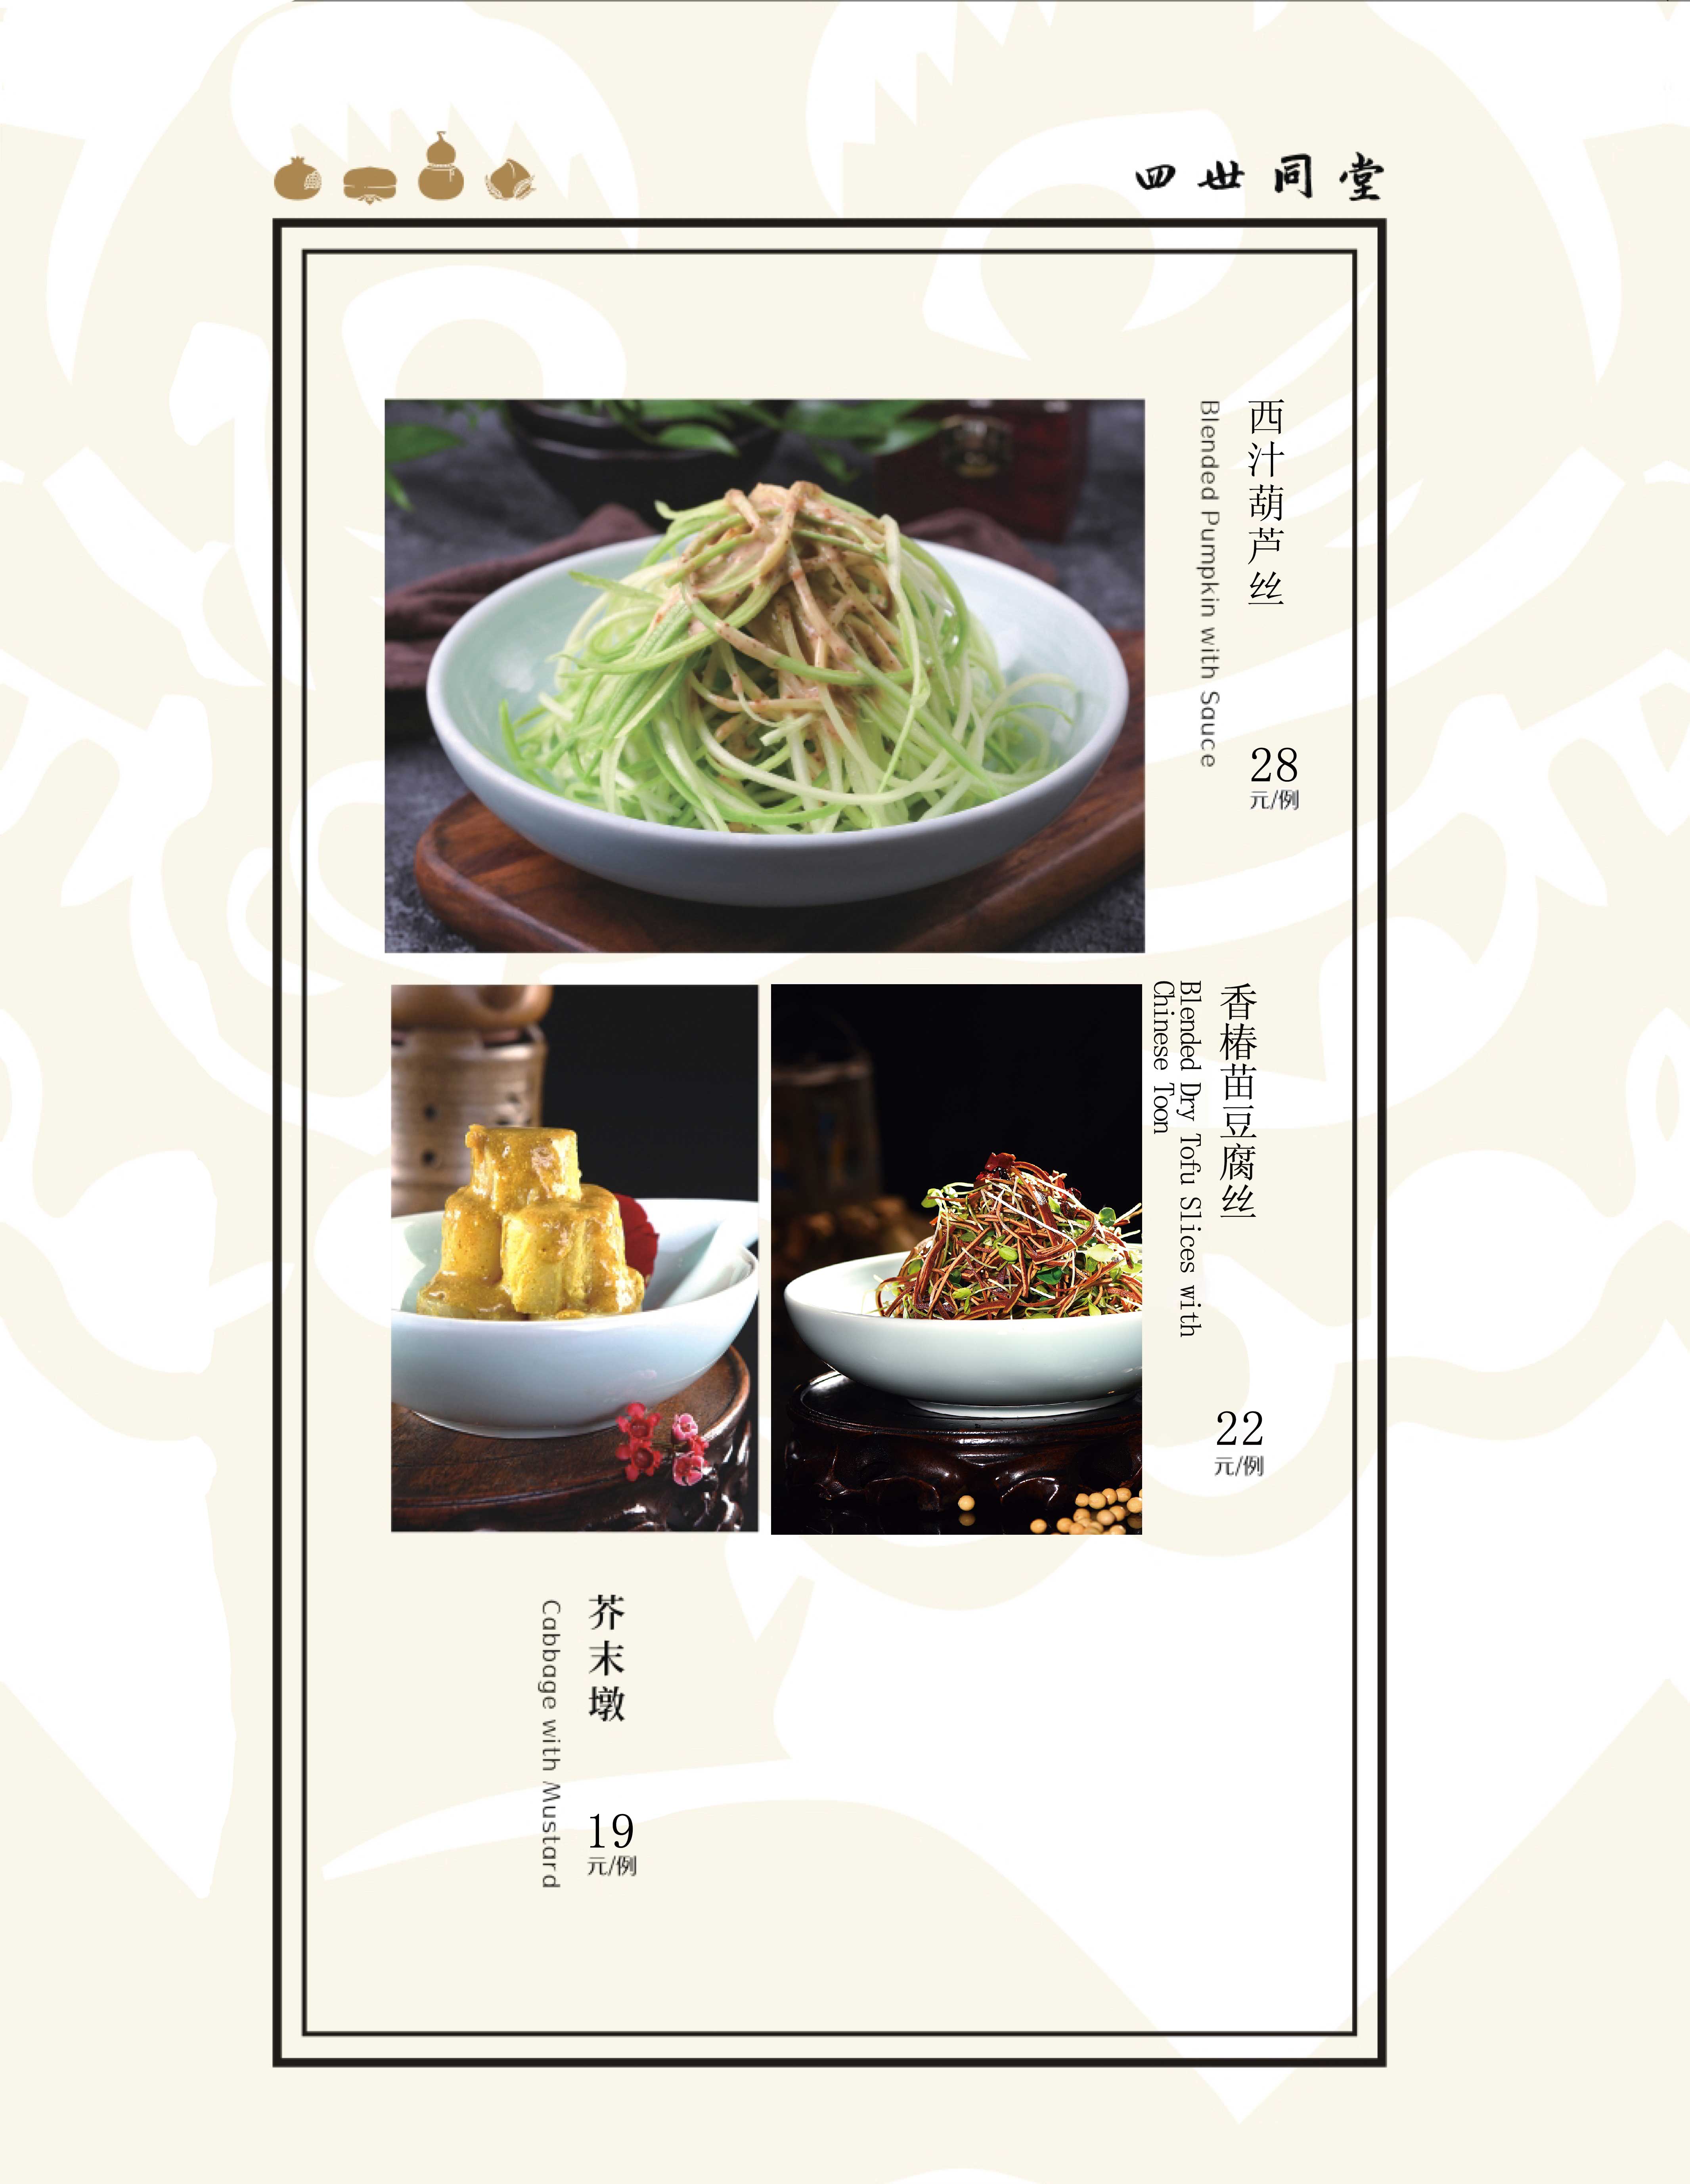 四世同堂
西汁葫芦丝
Blended Pumpkin with Sauce
28
元/例
香椿苗豆腐丝
Blended Dry Tofu Slices with
Chinese Toon
22
元/例
芥末墩
Cabbage with Mustard
19
元/例